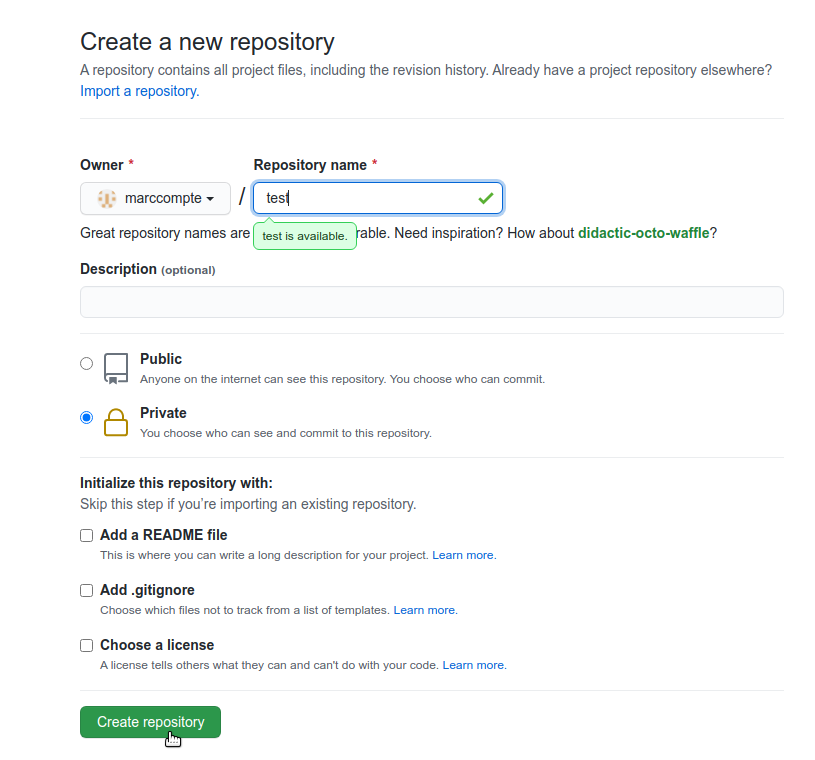 Create a new repository
A repository contains all project files, including the revision history. Already have a project repository elsewhere?
Import a repository.
Owner * Repository name *
marccompte / test
Great repository names are rable. Need inspiration? How about didactic-octo-waffle?
test is available.
Description (optional)
Public
Anyone on the internet can see this repository. You choose who can commit.
Private
You choose who can see and commit to this repository.
Initialize this repository with:
Skip this step if you’re importing an existing repository.
Add a README file
This is where you can write a long description for your project. Learn more.
Add .gitignore
Choose which files not to track from a list of templates. Learn more.
Choose a license
A license tells others what they can and can't do with your code. Learn more.
Create repository